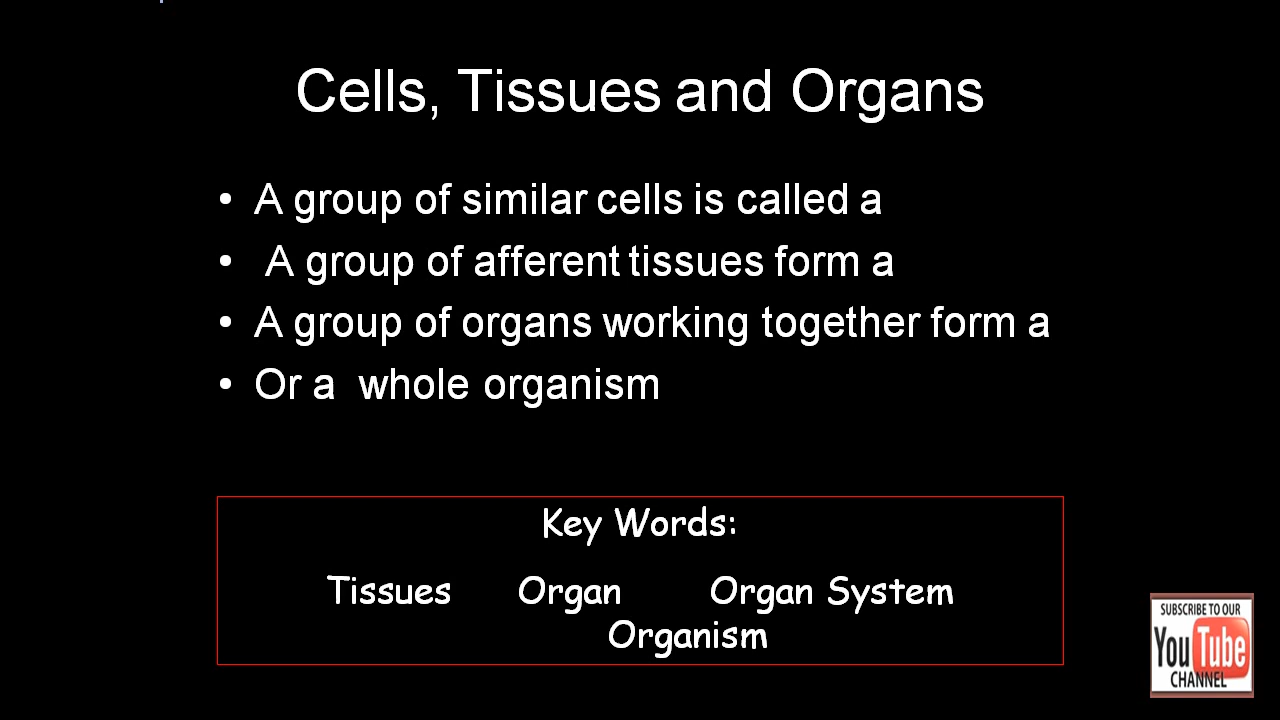 Cells, Tissues and Organs
• A group of similar cells is called a
• A group of afferent tissues form a
• A group of organs working together form a
• Or a whole organism
Key Words:
Tissues Organ Organ System
Organism
SUBSCRIBE TO OUR
YouTube
CHANNEL